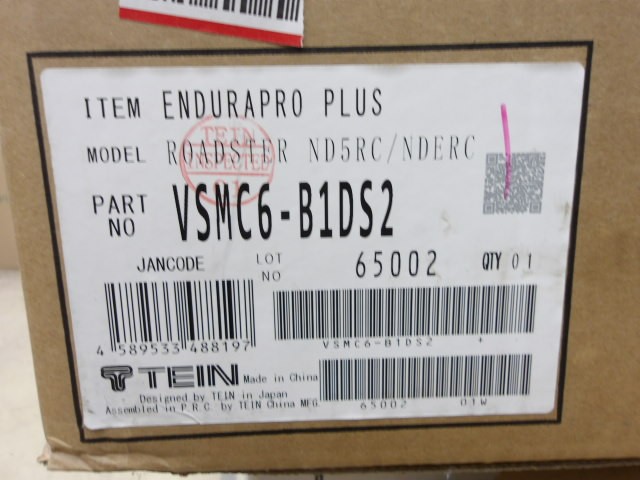 ITEM ENDURAPRO PLUS
MODEL ROADSTER ND5RC/NDERC
TEIN
INSPECTED
PART NO VSMC6-B1DS2
JANCODE LOT NO 65002 QTY 01
4 589533 488197
VSMC6-B1DS2 +
TEIN Made in China
Designed by TEIN in Japan
Assembled in P.R.C. by TEIN China MFG.
65002 01W